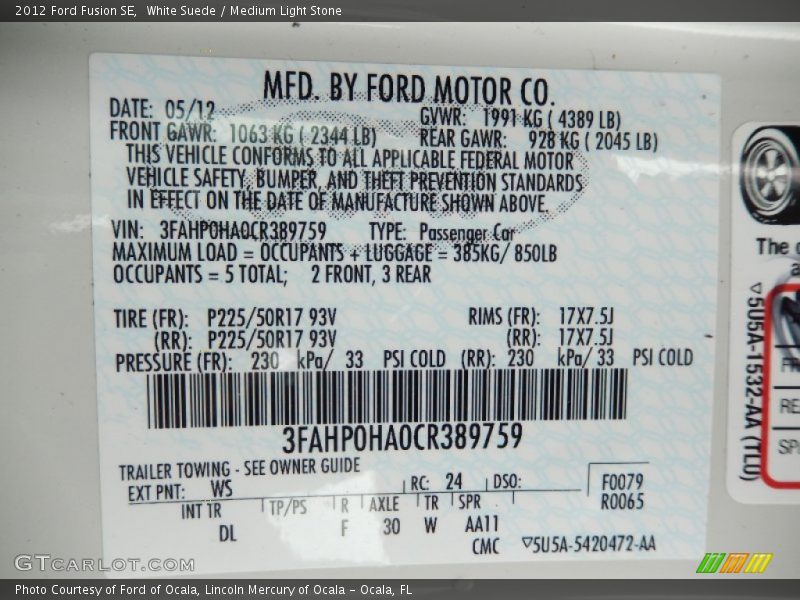 2012 Ford Fusion SE, White Suede / Medium Light Stone
MFD. BY FORD MOTOR CO.
DATE: 05/12 GVWR: 1991 KG ( 4389 LB)
FRONT GAWR: 1063 KG ( 2344 LB) REAR GAWR: 928 KG ( 2045 LB)
THIS VEHICLE CONFORMS TO ALL APPLICABLE FEDERAL MOTOR
VEHICLE SAFETY, BUMPER, AND THEFT PREVENTION STANDARDS
IN EFFECT ON THE DATE OF MANUFACTURE SHOWN ABOVE.
VIN: 3FAHP0HA0CR389759 TYPE: Passenger Car
MAXIMUM LOAD = OCCUPANTS + LUGGAGE = 385KG/ 850LB
OCCUPANTS = 5 TOTAL; 2 FRONT, 3 REAR
TIRE (FR): P225/50R17 93V RIMS (FR): 17X7.5J
(RR): P225/50R17 93V (RR): 17X7.5J
PRESSURE (FR): 230 kPa/ 33 PSI COLD (RR): 230 kPa/ 33 PSI COLD
3FAHP0HA0CR389759
TRAILER TOWING - SEE OWNER GUIDE
EXT PNT: WS RC: 24 DSO: F0079
INT TR TP/PS R AXLE TR SPR R0065
DL F 30 W AA11
CMC ▽5U5A-5420472-AA
The
▽5U5A-1532-AA (TLU)
RE
GTCARLOT.COM
Photo Courtesy of Ford of Ocala, Lincoln Mercury of Ocala - Ocala, FL